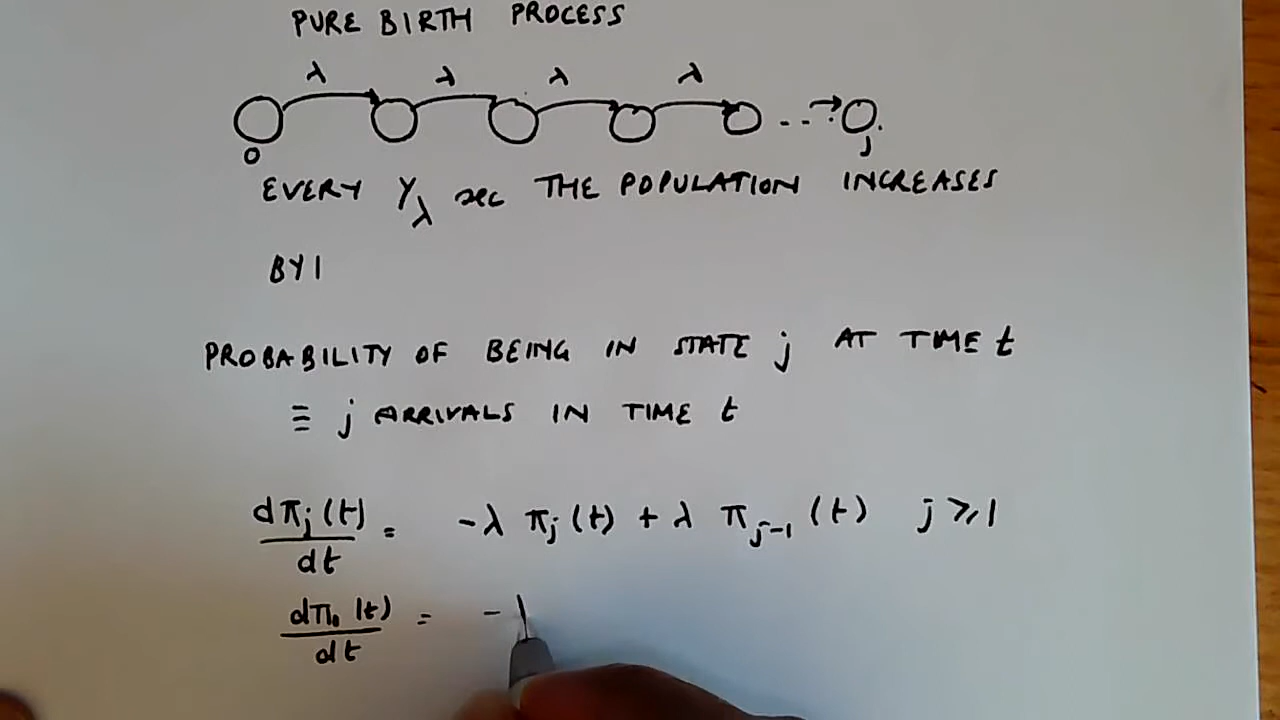 PURE BIRTH PROCESS
λ λ λ λ
0 j
EVERY 1/λ sec THE POPULATION INCREASES
BY 1
PROBABILITY OF BEING IN STATE j AT TIME t
≡ j ARRIVALS IN TIME t
dπj(t)/dt = -λ πj(t) + λ πj-1(t) j ≥ 1
dπ0(t)/dt = -